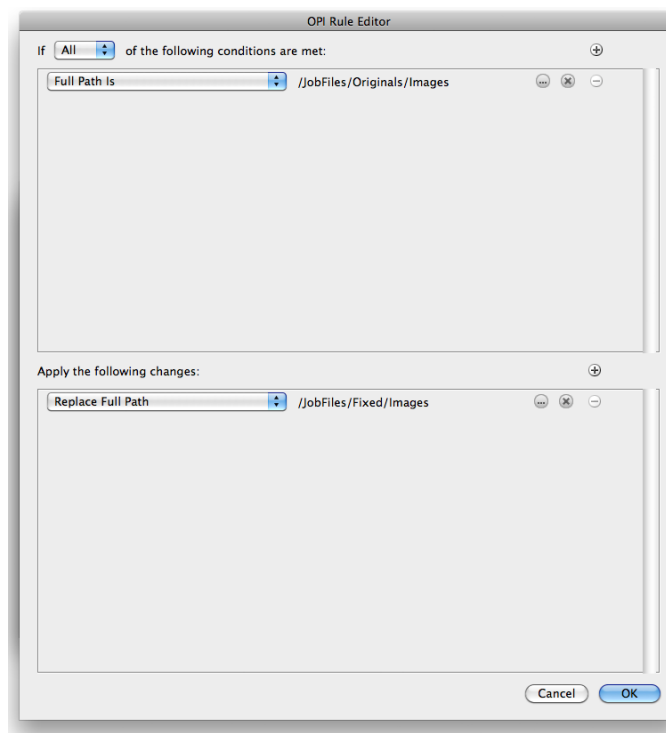 OPI Rule Editor
If All of the following conditions are met:
Full Path Is /JobFiles/Originals/Images
Apply the following changes:
Replace Full Path /JobFiles/Fixed/Images
Cancel OK